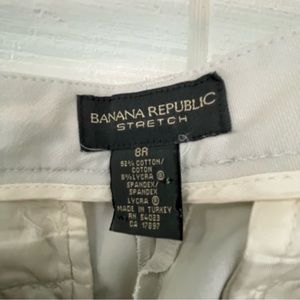 BANANA REPUBLIC
STRETCH
8R
92% COTTON/
COTON
8% LYCRA ®
SPANDEX/
SPANDEX
LYCRA ®
MADE IN TURKEY
RN 54023
CA 17897